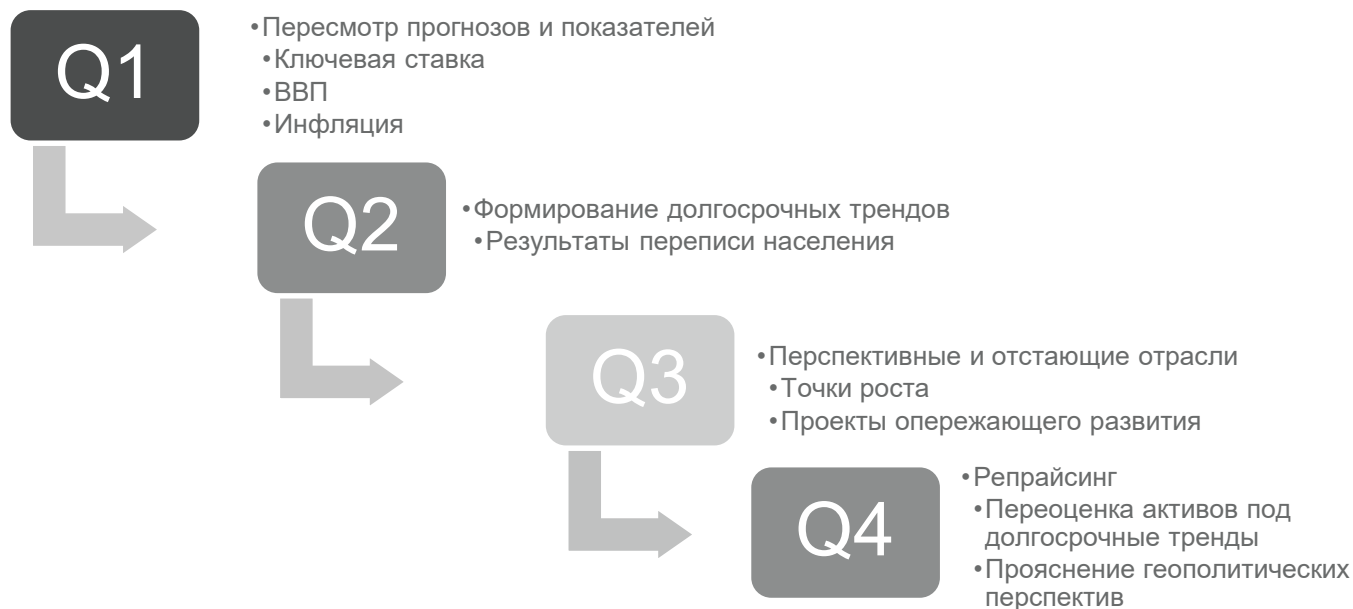 Q1
•Пересмотр прогнозов и показателей
•Ключевая ставка
•ВВП
•Инфляция
Q2
•Формирование долгосрочных трендов
•Результаты переписи населения
Q3
•Перспективные и отстающие отрасли
•Точки роста
•Проекты опережающего развития
Q4
•Репрайсинг
•Переоценка активов под
долгосрочные тренды
•Прояснение геополитических
перспектив